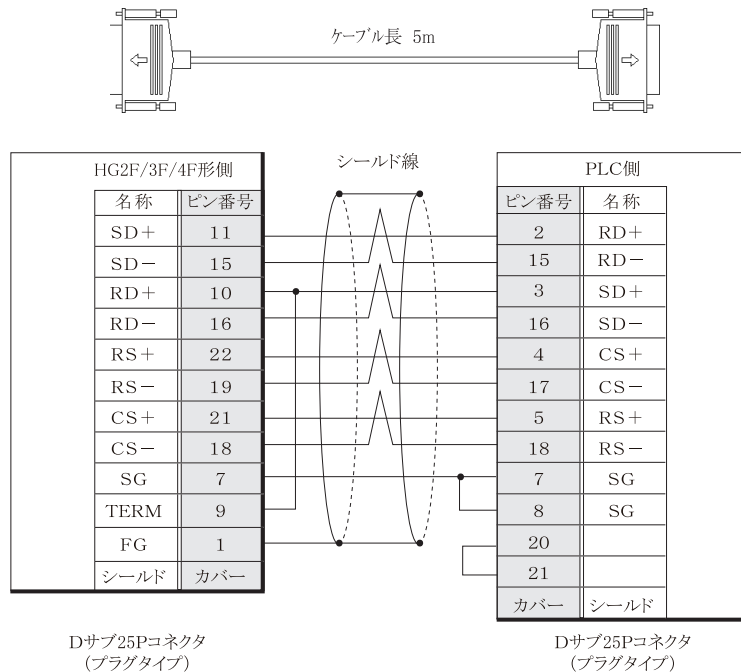 ケーブル長 5m
HG2F/3F/4F形側
シールド線
PLC側
名称 ピン番号
ピン番号 名称
SD+ 11
2 RD+
SD− 15
15 RD−
RD+ 10
3 SD+
RD− 16
16 SD−
RS+ 22
4 CS+
RS− 19
17 CS−
CS+ 21
5 RS+
CS− 18
18 RS−
SG 7
7 SG
TERM 9
8 SG
FG 1
20
シールド カバー
21
カバー シールド
Dサブ25Pコネクタ
(プラグタイプ)
Dサブ25Pコネクタ
(プラグタイプ)